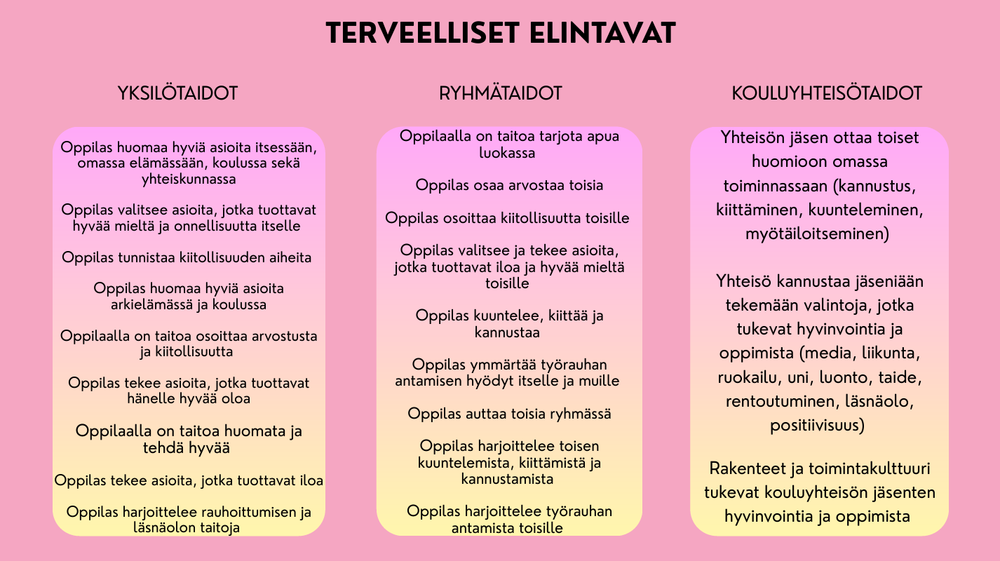 TERVEELLISET ELINTAVAT
YKSILÖTAIDOT
Oppilas huomaa hyviä asioita itsessään,
omassa elämässään, koulussa sekä
yhteiskunnassa
Oppilas valitsee asioita, jotka tuottavat
hyvää mieltä ja onnellisuutta itselle
Oppilas tunnistaa kiitollisuuden aiheita
Oppilas huomaa hyviä asioita
arkielämässä ja koulussa
Oppilaalla on taitoa osoittaa arvostusta
ja kiitollisuutta
Oppilas tekee asioita, jotka tuottavat
hänelle hyvää oloa
Oppilaalla on taitoa huomata ja
tehdä hyvää
Oppilas tekee asioita, jotka tuottavat iloa
Oppilas harjoittelee rauhoittumisen ja
läsnäolon taitoja
RYHMÄTAIDOT
Oppilaalla on taitoa tarjota apua
luokassa
Oppilas osaa arvostaa toisia
Oppilas osoittaa kiitollisuutta toisille
Oppilas valitsee ja tekee asioita,
jotka tuottavat iloa ja hyvää mieltä
toisille
Oppilas kuuntelee, kiittää ja
kannustaa
Oppilas ymmärtää työrauhan
antamisen hyödyt itselle ja muille
Oppilas auttaa toisia ryhmässä
Oppilas harjoittelee toisen
kuuntelemista, kiittämistä ja
kannustamista
Oppilas harjoittelee työrauhan
antamista toisille
KOULUYHTEISÖTAIDOT
Yhteisön jäsen ottaa toiset
huomioon omassa
toiminnassaan (kannustus,
kiittäminen, kuunteleminen,
myötäiloitseminen)
Yhteisö kannustaa jäseniään
tekemään valintoja, jotka
tukevat hyvinvointia ja
oppimista (media, liikunta,
ruokailu, uni, luonto, taide,
rentoutuminen, läsnäolo,
positiivisuus)
Rakenteet ja toimintakulttuuri
tukevat kouluyhteisön jäsenten
hyvinvointia ja oppimista